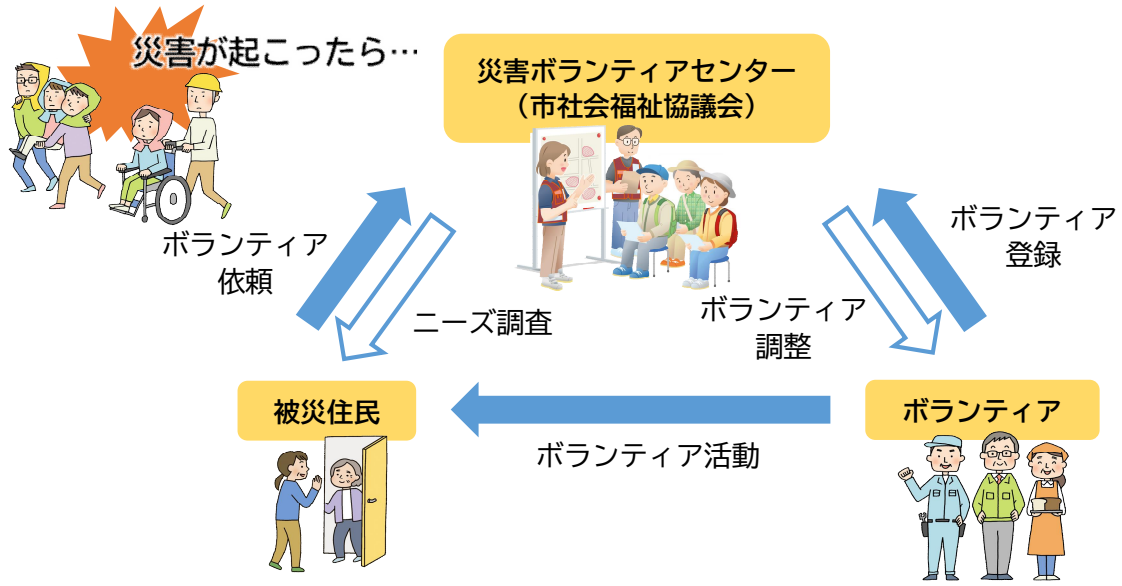 災害が起こったら…
災害ボランティアセンター
（市社会福祉協議会）
ボランティア
依頼
ニーズ調査
ボランティア
調整
ボランティア
登録
被災住民
ボランティア
ボランティア活動